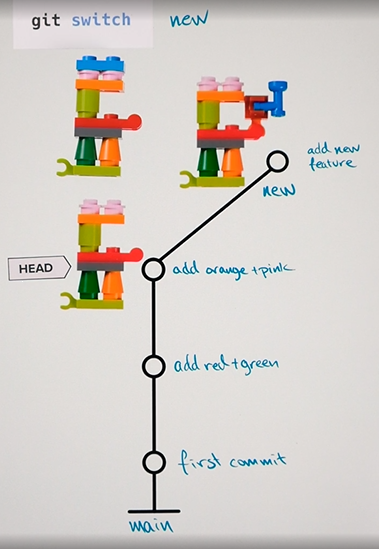 git switch new
add new
feature
new
HEAD
add orange + pink
add red + green
first commit
main